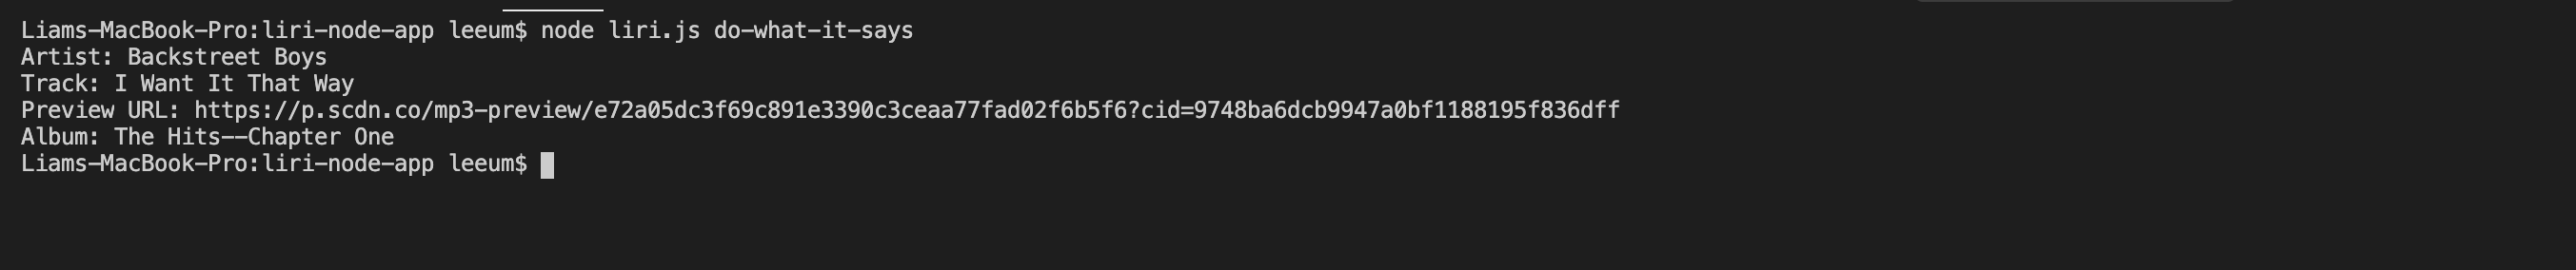 Liams-MacBook-Pro:liri-node-app leeum$ node liri.js do-what-it-says
Artist: Backstreet Boys
Track: I Want It That Way
Preview URL: https://p.scdn.co/mp3-preview/e72a05dc3f69c891e3390c3ceaa77fad02f6b5f6?cid=9748ba6dcb9947a0bf1188195f836dff
Album: The Hits--Chapter One
Liams-MacBook-Pro:liri-node-app leeum$